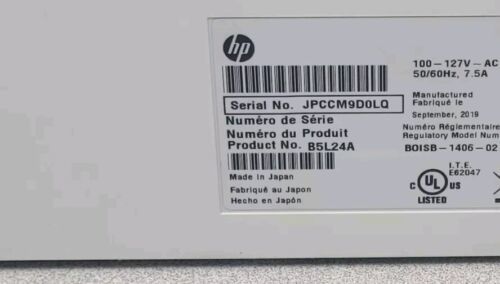 hp
100-127V-AC
50/60Hz, 7.5A
Manufactured
Fabriqué le
September, 2019
Serial No. JPCCM9D0LQ
Numéro de Série
Numéro du Produit
Product No. B5L24A
Numéro Réglementaire
Regulatory Model Num
BOISB-1406-02
Made in Japan
Fabriqué au Japon
Hecho en Japón
C UL US
LISTED
I.T.E.
E62047